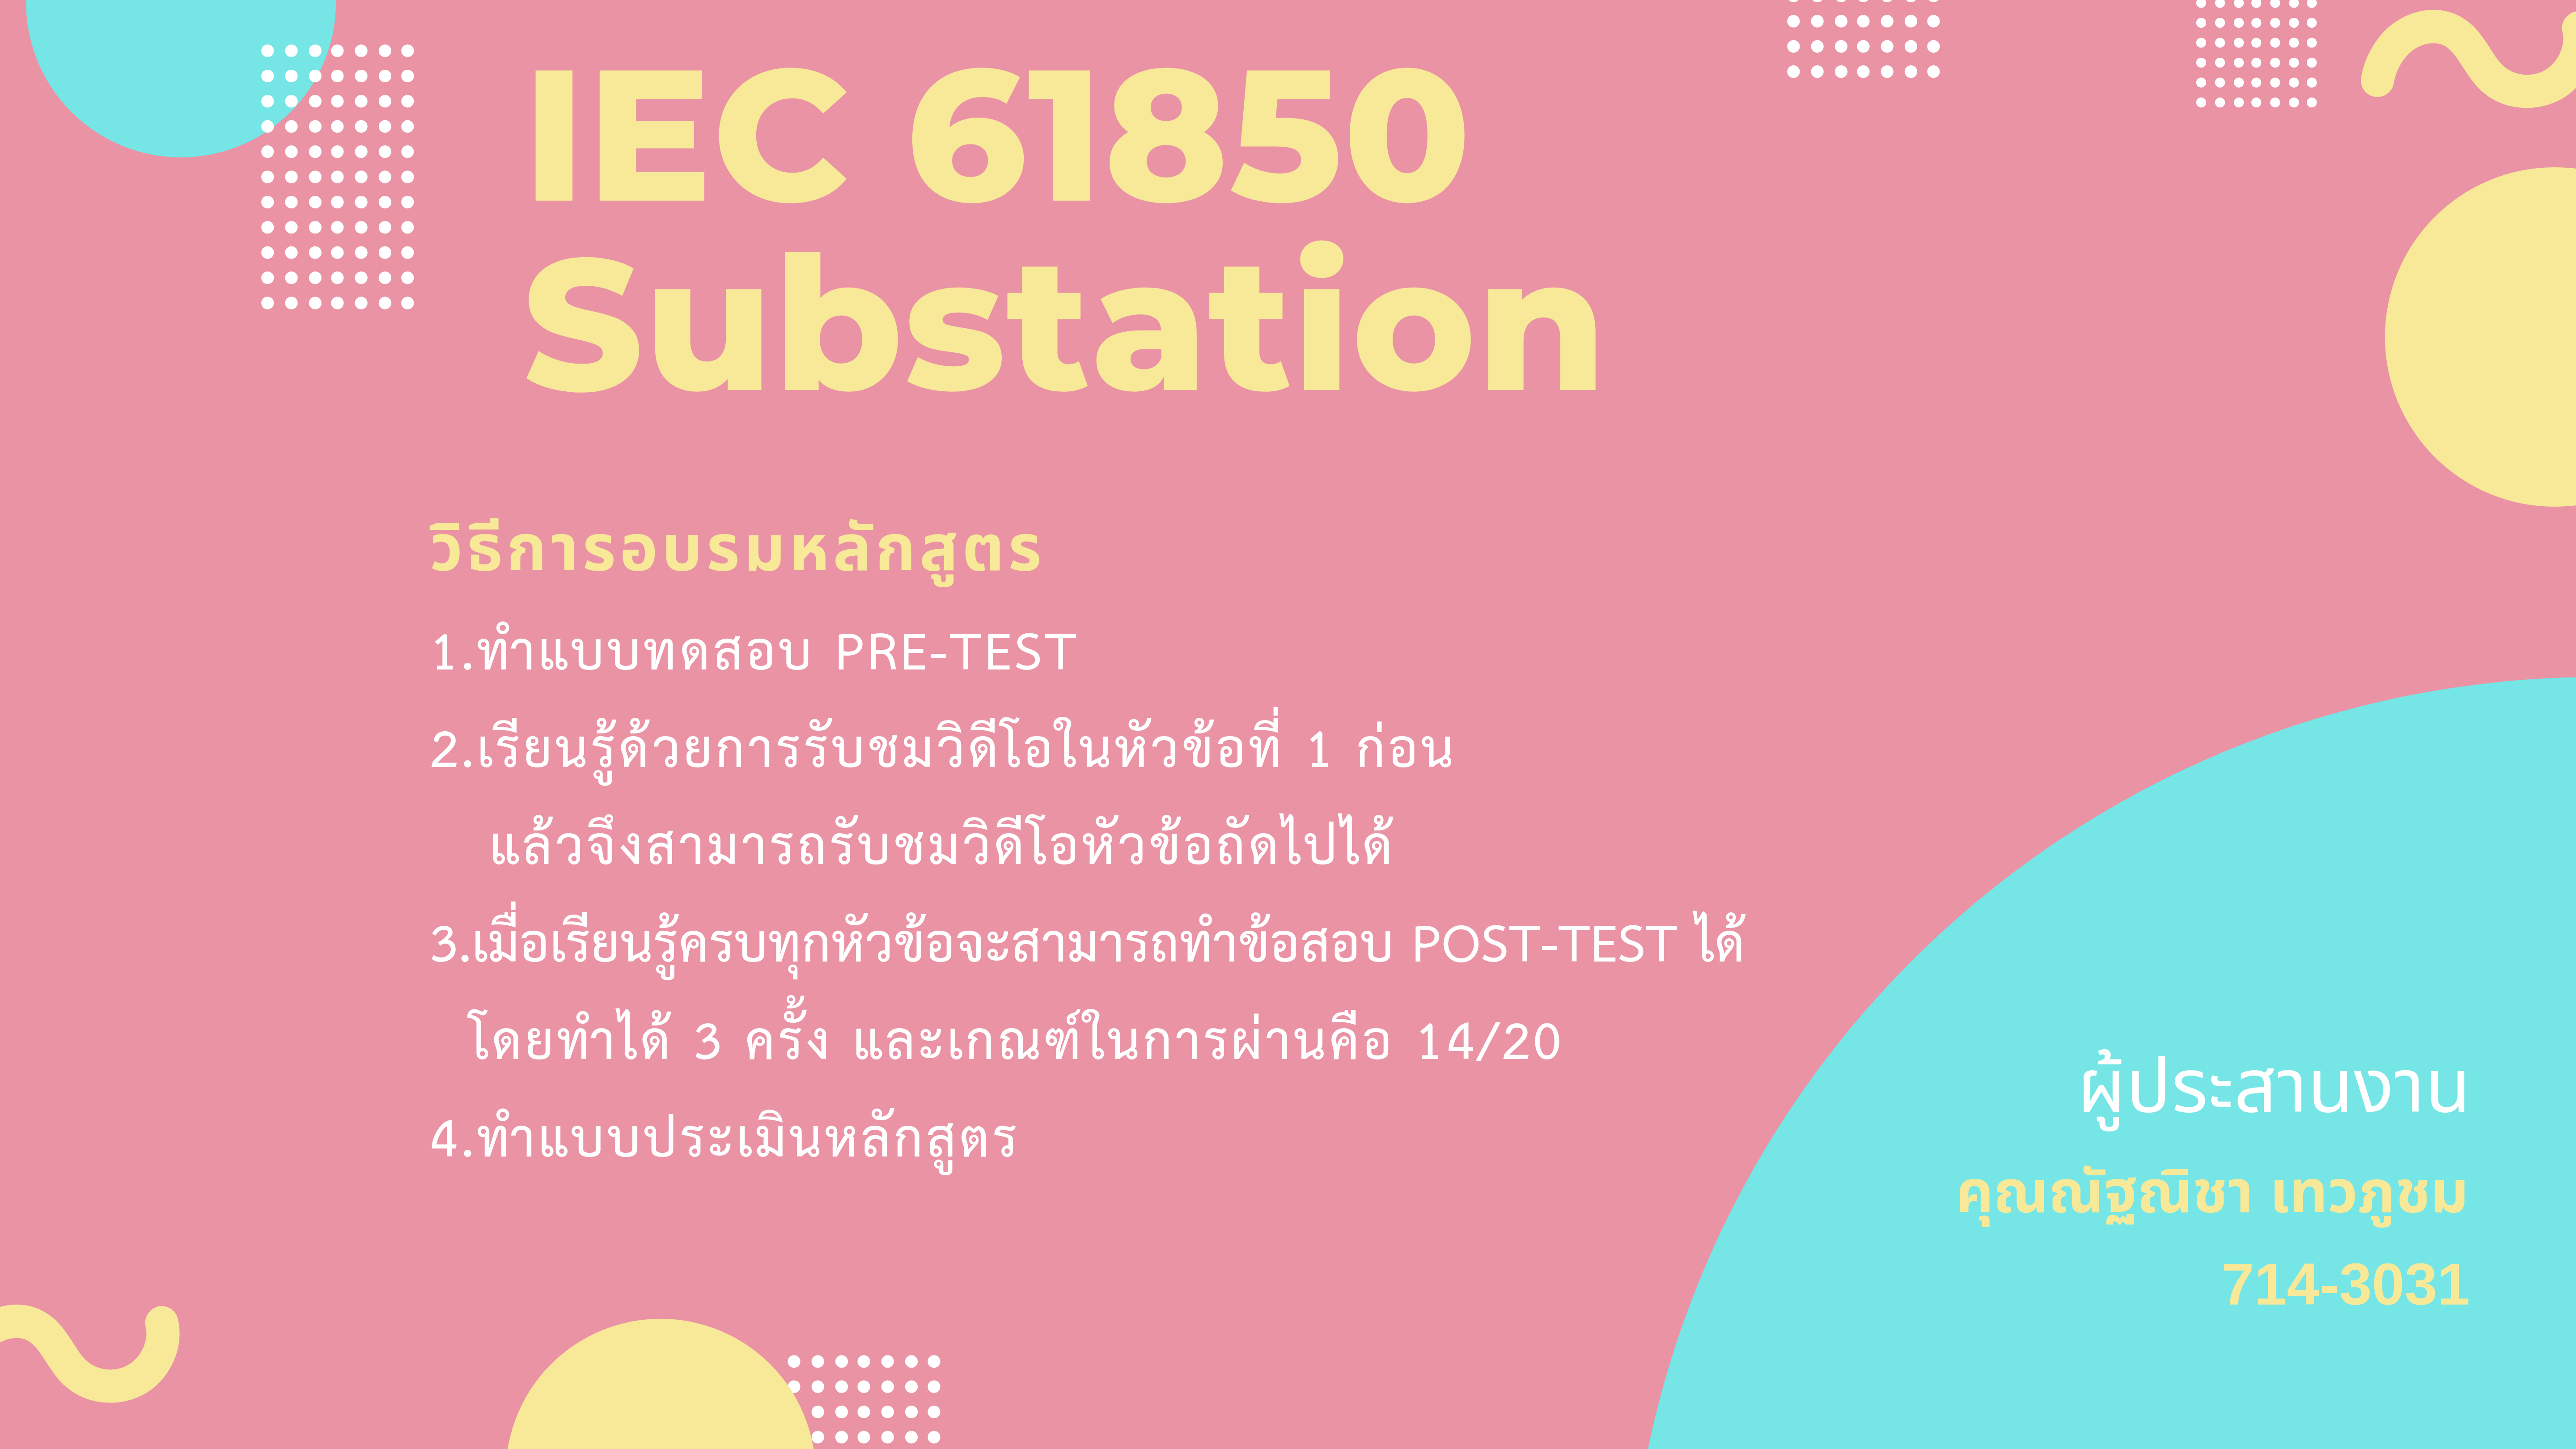 IEC 61850
Substation
วิธีการอบรมหลักสูตร
1.ทำแบบทดสอบ PRE-TEST
2.เรียนรู้ด้วยการรับชมวิดีโอในหัวข้อที่ 1 ก่อน
แล้วจึงสามารถรับชมวิดีโอหัวข้อถัดไปได้
3.เมื่อเรียนรู้ครบทุกหัวข้อจะสามารถทำข้อสอบ POST-TEST ได้
โดยทำได้ 3 ครั้ง และเกณฑ์ในการผ่านคือ 14/20
4.ทำแบบประเมินหลักสูตร
ผู้ประสานงาน
คุณณัฐณิชา เทวภูชม
714-3031